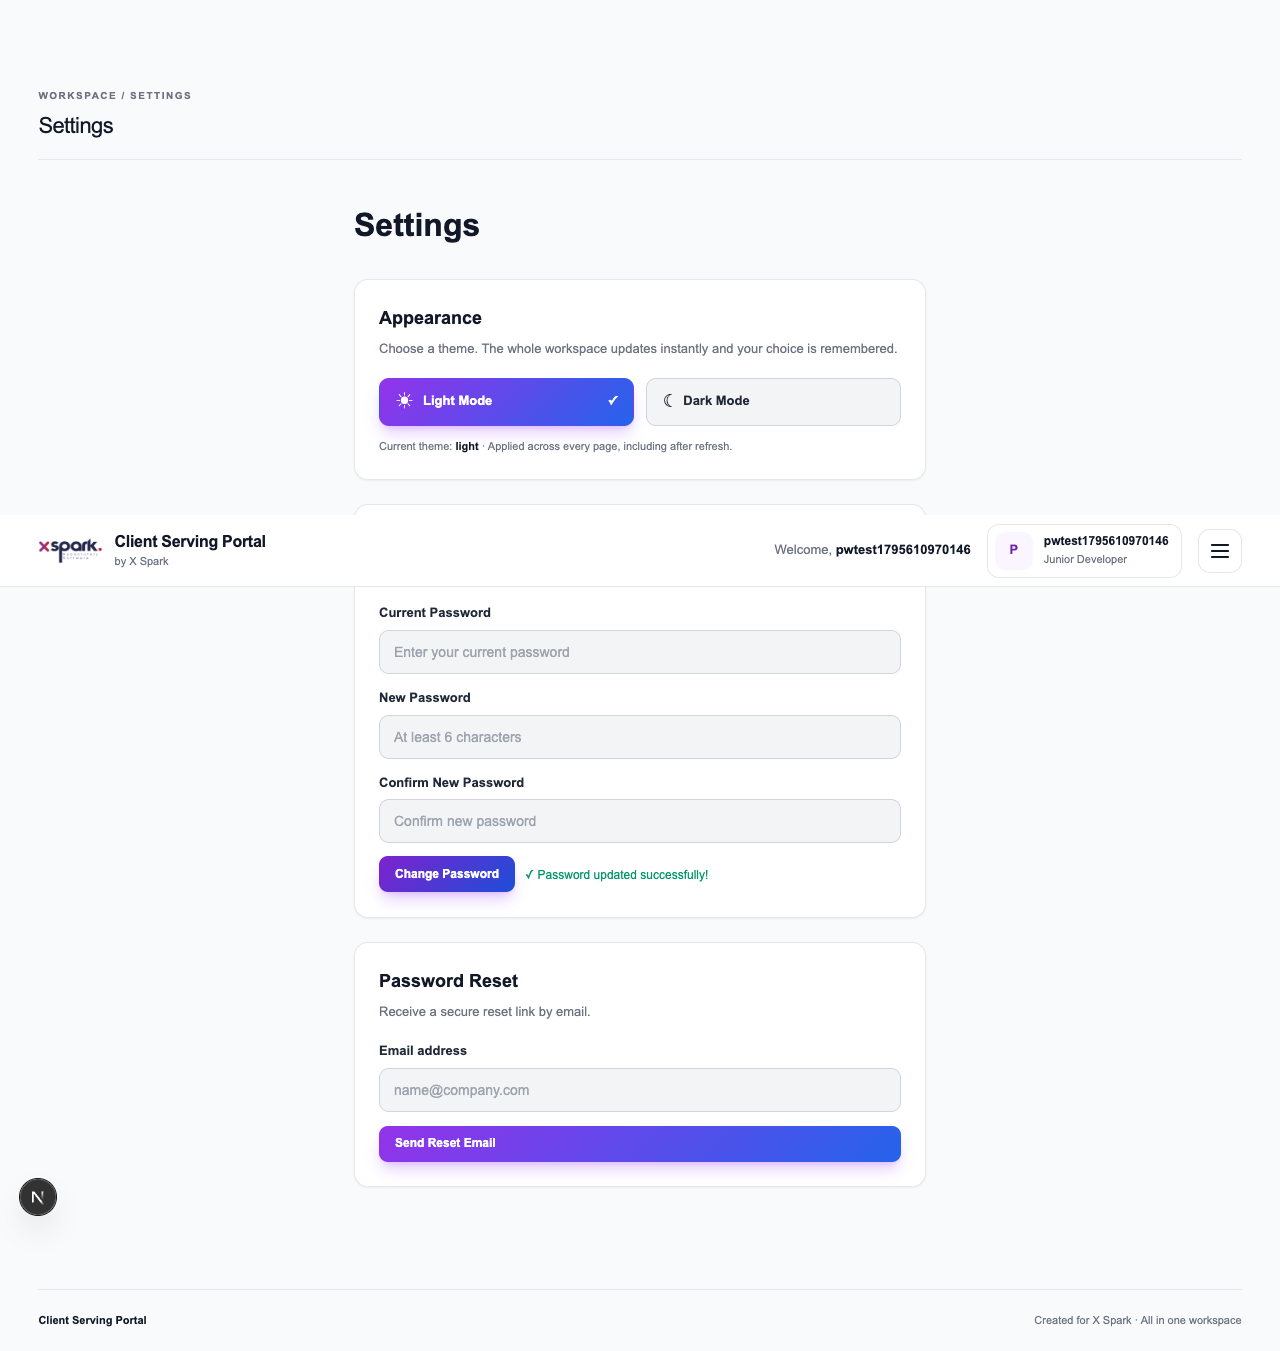 WORKSPACE / SETTINGS
Settings
Settings
Appearance
Choose a theme. The whole workspace updates instantly and your choice is remembered.
Light Mode ✓
Dark Mode
Current theme: light · Applied across every page, including after refresh.
xspark.
Client Serving Portal
by X Spark
Welcome, pwtest1795610970146
P
pwtest1795610970146
Junior Developer
Current Password
Enter your current password
New Password
At least 6 characters
Confirm New Password
Confirm new password
Change Password
✓ Password updated successfully!
Password Reset
Receive a secure reset link by email.
Email address
name@company.com
Send Reset Email
N
Client Serving Portal
Created for X Spark · All in one workspace